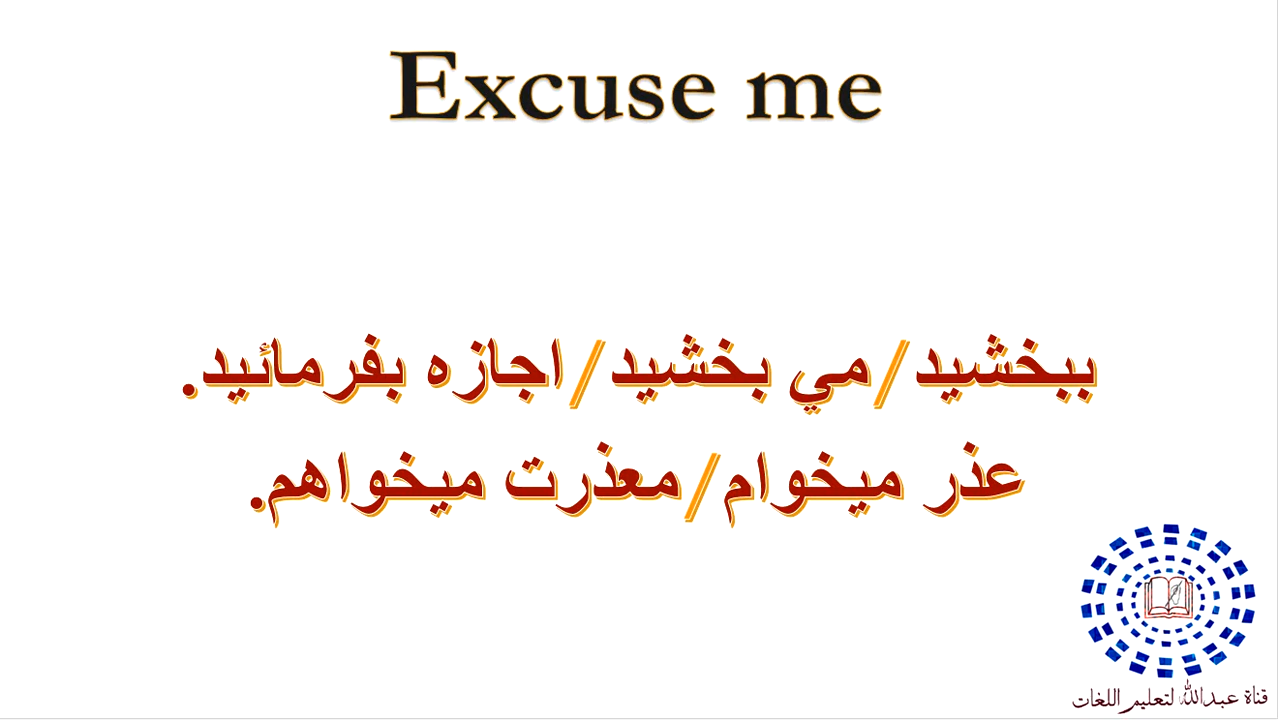 Excuse me
ببخشيد/مي بخشيد/اجازه بفرمائيد.
عذر ميخوام/معذرت ميخواهم.
قناة عبدالله لتعليم اللغات